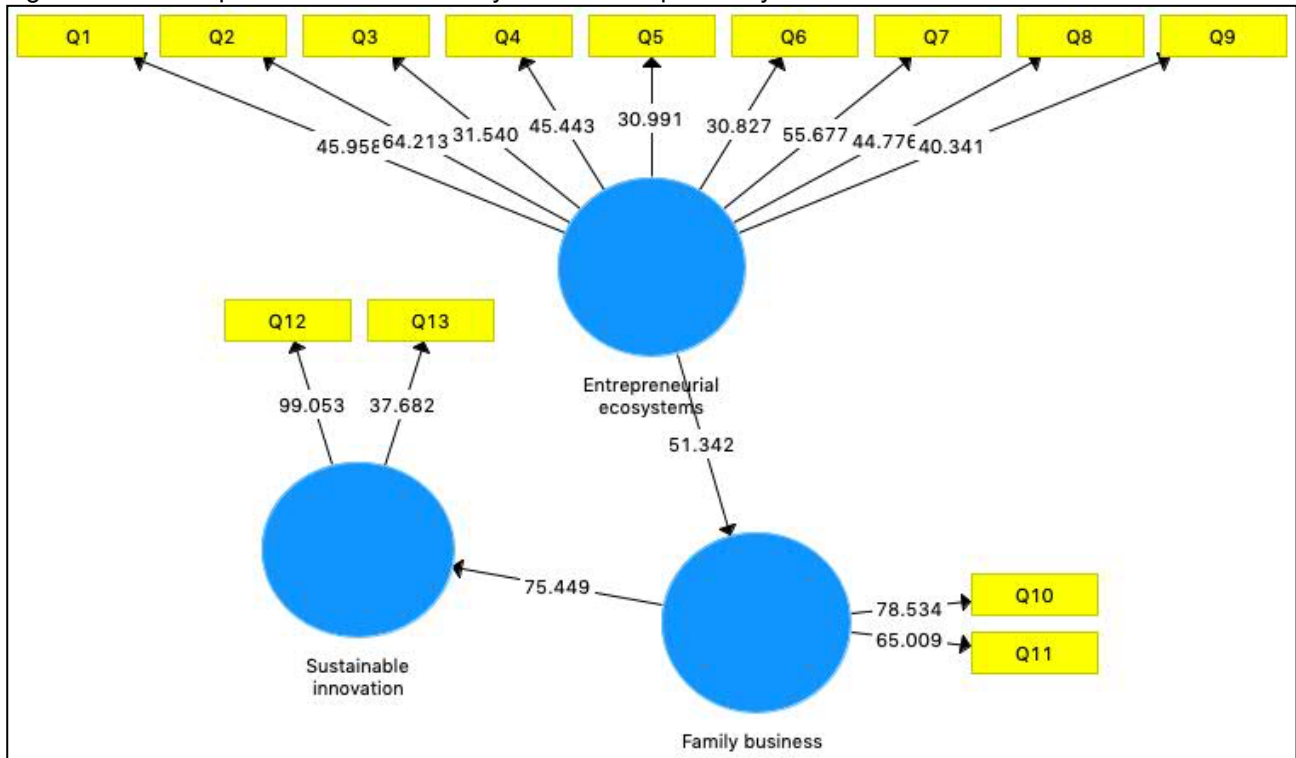 Q1 Q2 Q3 Q4 Q5 Q6 Q7 Q8 Q9
45.958 64.213 31.540 45.443 30.991 30.827 55.677 44.776 40.341
Q12 Q13
99.053 37.682
Entrepreneurial
ecosystems
51.342
75.449
Q10
78.534
65.009
Q11
Sustainable
innovation
Family business